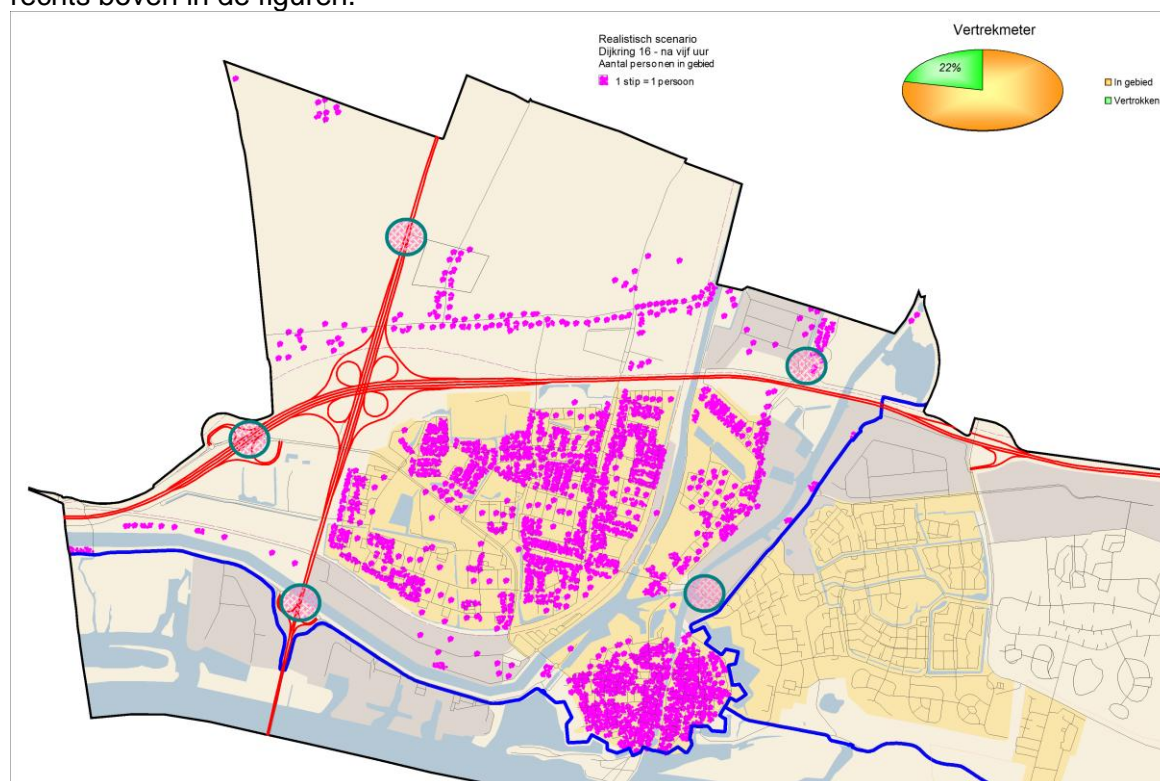 rechts boven in de figuren.
Realistisch scenario
Dijkring 16 - na vijf uur
Aantal personen in gebied
1 stip = 1 persoon
Vertrekmeter
22%
In gebied
Vertrokken